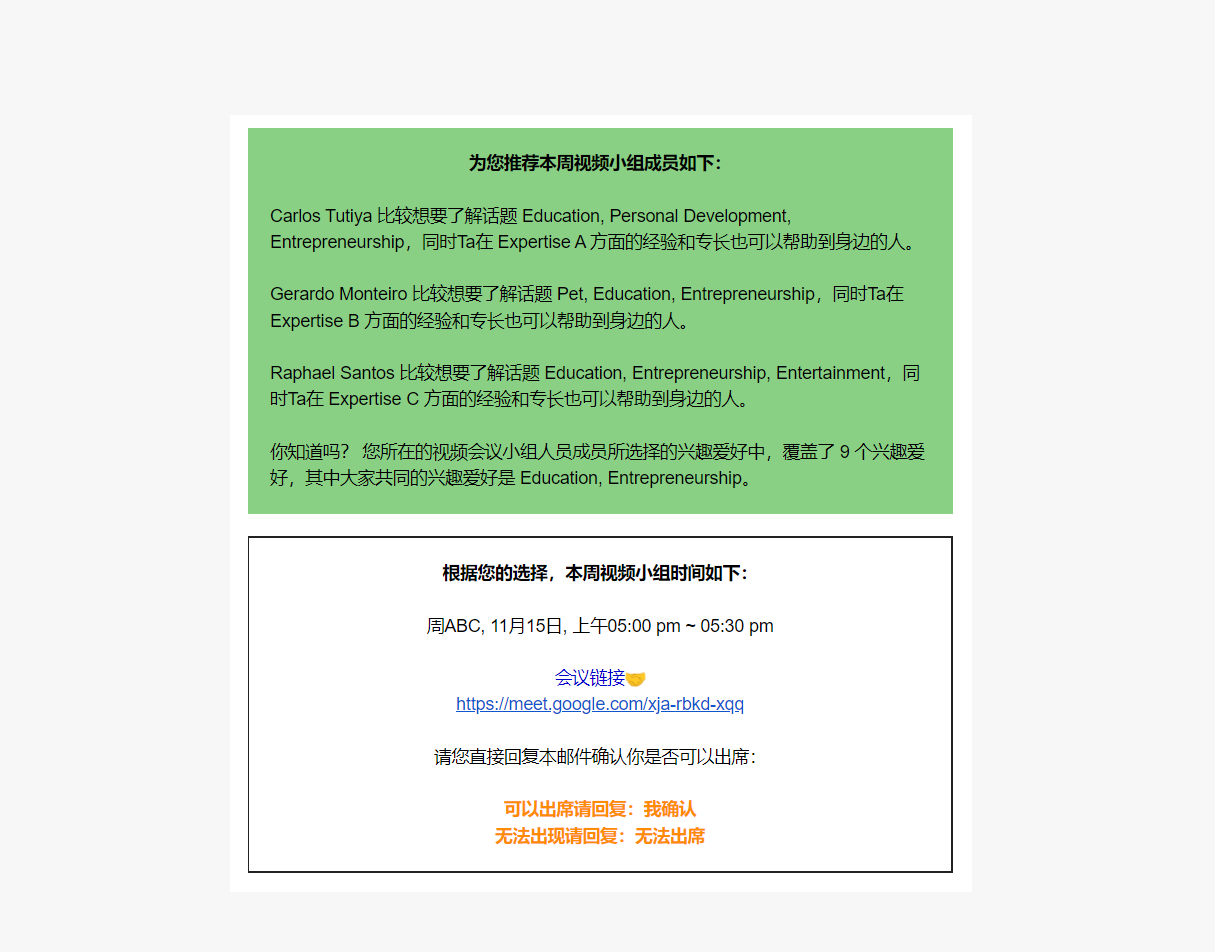 为您推荐本周视频小组成员如下：
Carlos Tutiya 比较想要了解话题 Education, Personal Development,
Entrepreneurship，同时Ta在 Expertise A 方面的经验和专长也可以帮助到身边的人。
Gerardo Monteiro 比较想要了解话题 Pet, Education, Entrepreneurship，同时Ta在
Expertise B 方面的经验和专长也可以帮助到身边的人。
Raphael Santos 比较想要了解话题 Education, Entrepreneurship, Entertainment，同
时Ta在 Expertise C 方面的经验和专长也可以帮助到身边的人。
你知道吗？ 您所在的视频会议小组人员成员所选择的兴趣爱好中，覆盖了 9 个兴趣爱
好，其中大家共同的兴趣爱好是 Education, Entrepreneurship。
根据您的选择，本周视频小组时间如下：
周ABC, 11月15日, 上午05:00 pm ~ 05:30 pm
会议链接🤝
https://meet.google.com/xja-rbkd-xqq
请您直接回复本邮件确认你是否可以出席：
可以出席请回复：我确认
无法出现请回复：无法出席